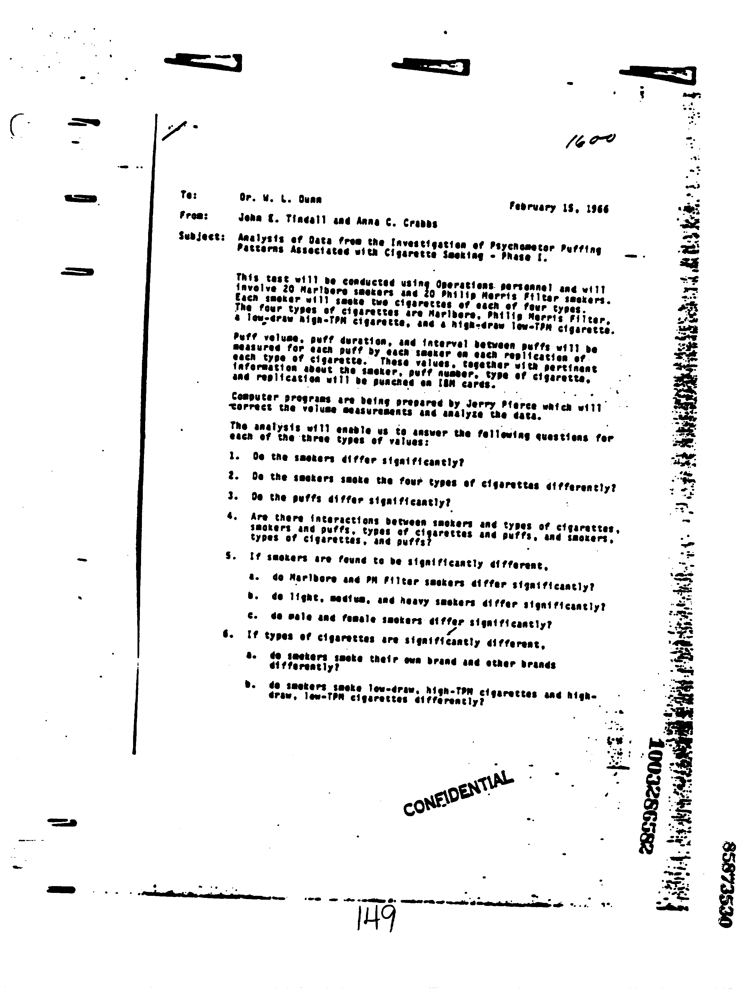 1600
To: Dr. W. L. Dunn February 15, 1966
From: John E. Tindall and Anne C. Crabbs
Subject: Analysis of Data from the Investigation of Psychometor Puffing
Patterns Associated with Cigarette Smoking - Phase I.
This test will be conducted using Operations personnel and will
involve 20 Marlboro smokers and 20 Philip Morris Filter smokers.
Each smoker will smoke two cigarettes of each of four types.
The four types of cigarettes are Marlboro, Philip Morris Filter,
a low-draw high-TPM cigarette, and a high-draw low-TPM cigarette.
Puff volume, puff duration, and interval between puffs will be
measured for each puff by each smoker on each replication of
each type of cigarette. These values, together with pertinent
information about the smoker, puff number, type of cigarette,
and replication will be punched on IBM cards.
Computer programs are being prepared by Jerry Pierce which will
correct the volume measurements and analyze the data.
The analysis will enable us to answer the following questions for
each of the three types of values:
1. Do the smokers differ significantly?
2. Do the smokers smoke the four types of cigarettes differently?
3. Do the puffs differ significantly?
4. Are there interactions between smokers and types of cigarettes,
smokers and puffs, types of cigarettes and puffs, and smokers,
types of cigarettes, and puffs?
5. If smokers are found to be significantly different,
a. do Marlboro and PM Filter smokers differ significantly?
b. do light, medium, and heavy smokers differ significantly?
c. do male and female smokers differ significantly?
6. If types of cigarettes are significantly different,
a. do smokers smoke their own brand and other brands
differently?
b. do smokers smoke low-draw, high-TPM cigarettes and high-
draw, low-TPM cigarettes differently?
CONFIDENTIAL
1003286582
85873530
149